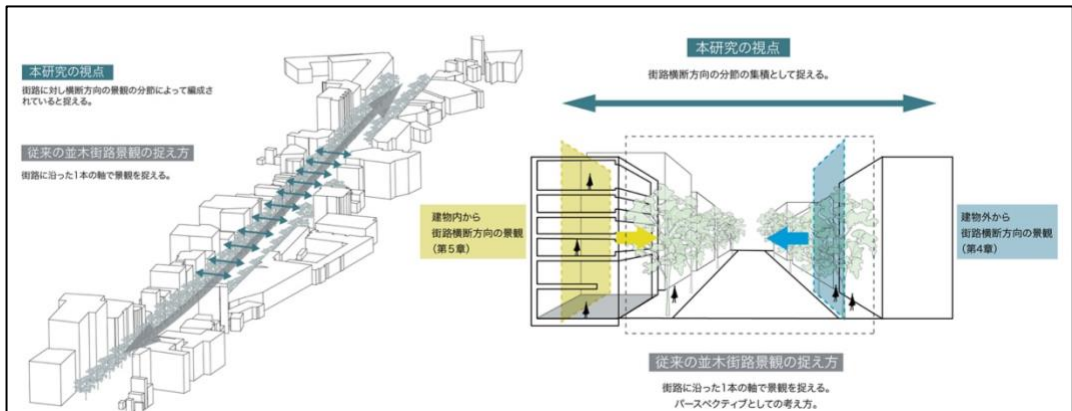 本研究の視点
街路に対し横断方向の景観の分節によって編成さ
れていると捉える。
従来の並木街路景観の捉え方
街路に沿った1本の軸で景観を捉える。
本研究の視点
街路横断方向の分節の集積として捉える。
建物内から
街路横断方向の景観
(第5章)
建物外から
街路横断方向の景観
(第4章)
従来の並木街路景観の捉え方
街路に沿った1本の軸で景観を捉える。
パースペクティブとしての考え方。